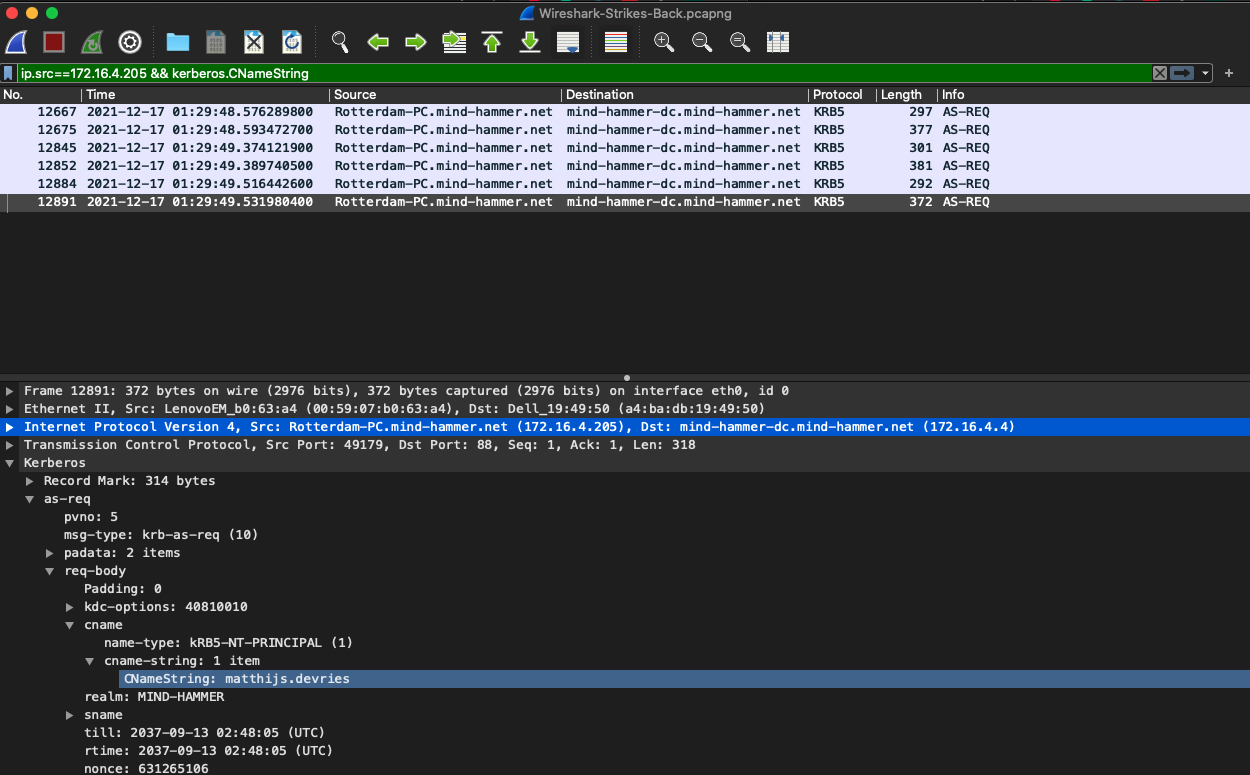 Wireshark-Strikes-Back.pcapng
ip.src==172.16.4.205 && kerberos.CNameString
No. Time Source Destination Protocol Length Info
12667 2021-12-17 01:29:48.576289800 Rotterdam-PC.mind-hammer.net mind-hammer-dc.mind-hammer.net KRB5 297 AS-REQ
12675 2021-12-17 01:29:48.593472700 Rotterdam-PC.mind-hammer.net mind-hammer-dc.mind-hammer.net KRB5 377 AS-REQ
12845 2021-12-17 01:29:49.374121900 Rotterdam-PC.mind-hammer.net mind-hammer-dc.mind-hammer.net KRB5 301 AS-REQ
12852 2021-12-17 01:29:49.389740500 Rotterdam-PC.mind-hammer.net mind-hammer-dc.mind-hammer.net KRB5 381 AS-REQ
12884 2021-12-17 01:29:49.516442600 Rotterdam-PC.mind-hammer.net mind-hammer-dc.mind-hammer.net KRB5 292 AS-REQ
12891 2021-12-17 01:29:49.531980400 Rotterdam-PC.mind-hammer.net mind-hammer-dc.mind-hammer.net KRB5 372 AS-REQ
Frame 12891: 372 bytes on wire (2976 bits), 372 bytes captured (2976 bits) on interface eth0, id 0
Ethernet II, Src: LenovoEM_b0:63:a4 (00:59:07:b0:63:a4), Dst: Dell_19:49:50 (a4:ba:db:19:49:50)
Internet Protocol Version 4, Src: Rotterdam-PC.mind-hammer.net (172.16.4.205), Dst: mind-hammer-dc.mind-hammer.net (172.16.4.4)
Transmission Control Protocol, Src Port: 49179, Dst Port: 88, Seq: 1, Ack: 1, Len: 318
Kerberos
Record Mark: 314 bytes
as-req
pvno: 5
msg-type: krb-as-req (10)
padata: 2 items
req-body
Padding: 0
kdc-options: 40810010
cname
name-type: kRB5-NT-PRINCIPAL (1)
cname-string: 1 item
CNameString: matthijs.devries
realm: MIND-HAMMER
sname
till: 2037-09-13 02:48:05 (UTC)
rtime: 2037-09-13 02:48:05 (UTC)
nonce: 631265106